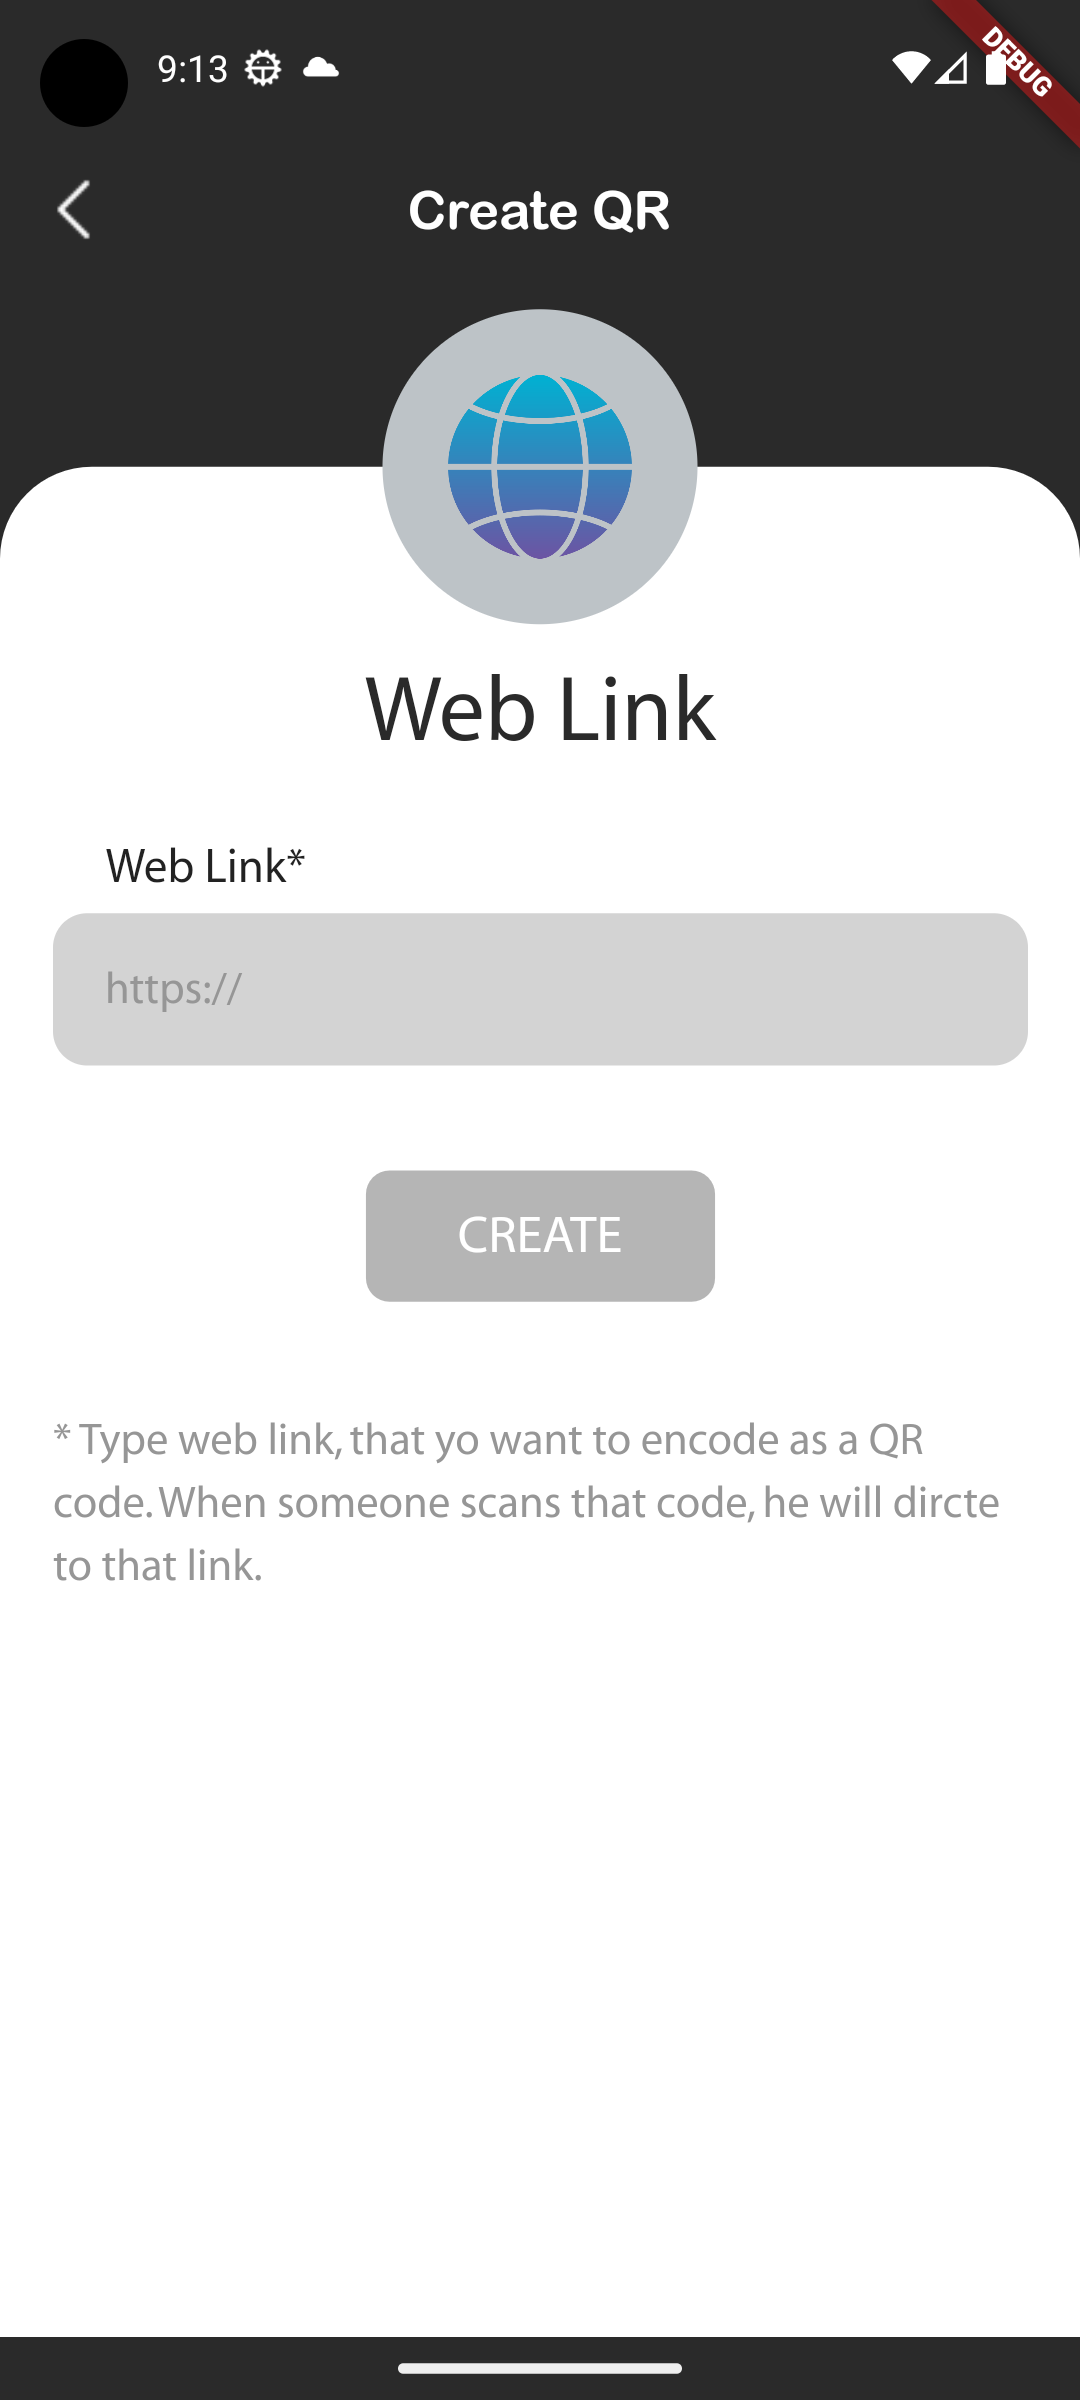 9:13
DEBUG
Create QR
Web Link
Web Link*
https://
CREATE
* Type web link, that yo want to encode as a QR
code. When someone scans that code, he will dircte
to that link.